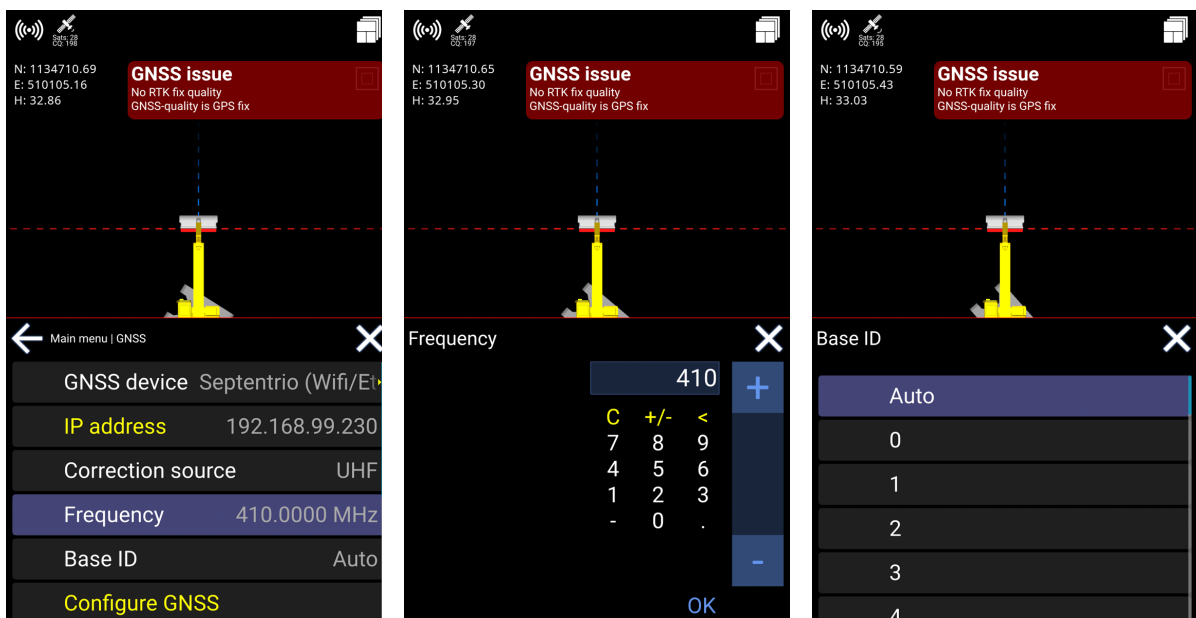 Sats: 28
CQ: 198
N: 1134710.69
E: 510105.16
H: 32.86
GNSS issue
No RTK fix quality
GNSS-quality is GPS fix
Main menu | GNSS
GNSS device Septentrio (Wifi/Et
IP address 192.168.99.230
Correction source UHF
Frequency 410.0000 MHz
Base ID Auto
Configure GNSS
Sats: 28
CQ: 197
N: 1134710.65
E: 510105.30
H: 32.95
GNSS issue
No RTK fix quality
GNSS-quality is GPS fix
Frequency
410
+
C +/- <
7 8 9
4 5 6
1 2 3
- 0 .
-
OK
Sats: 28
CQ: 195
N: 1134710.59
E: 510105.43
H: 33.03
GNSS issue
No RTK fix quality
GNSS-quality is GPS fix
Base ID
Auto
0
1
2
3
4